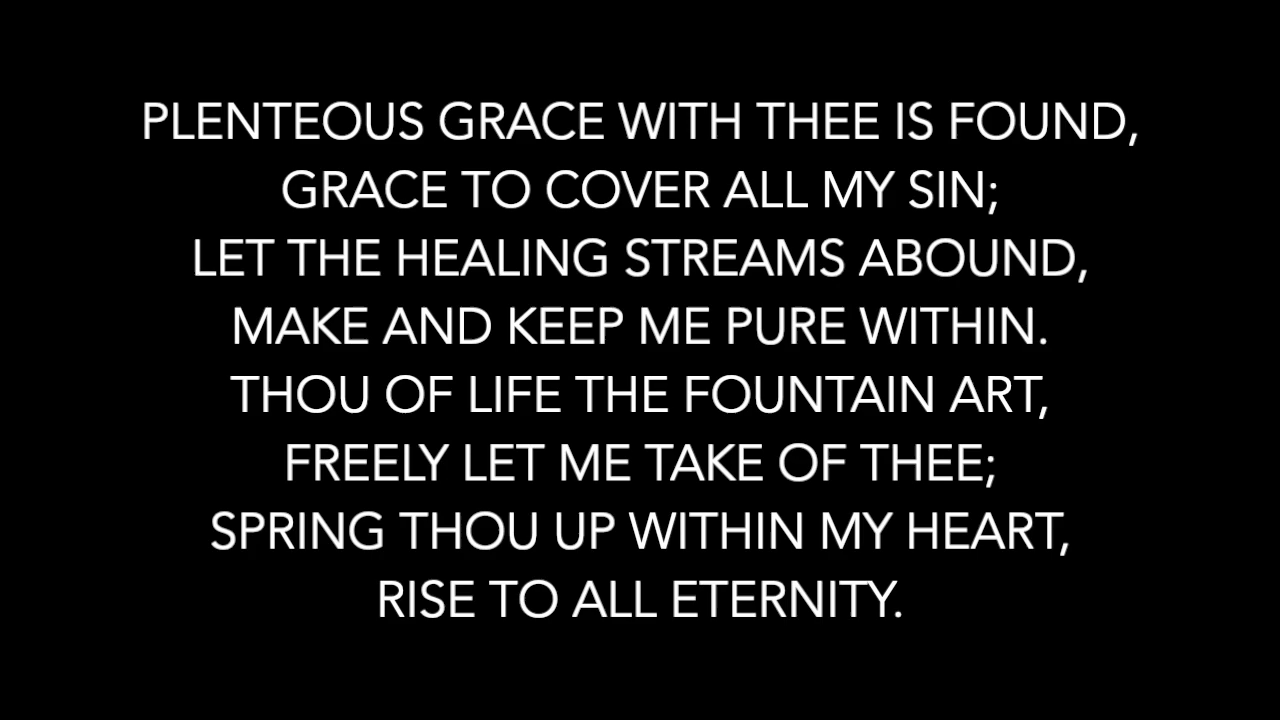 PLENTEOUS GRACE WITH THEE IS FOUND,
GRACE TO COVER ALL MY SIN;
LET THE HEALING STREAMS ABOUND,
MAKE AND KEEP ME PURE WITHIN.
THOU OF LIFE THE FOUNTAIN ART,
FREELY LET ME TAKE OF THEE;
SPRING THOU UP WITHIN MY HEART,
RISE TO ALL ETERNITY.